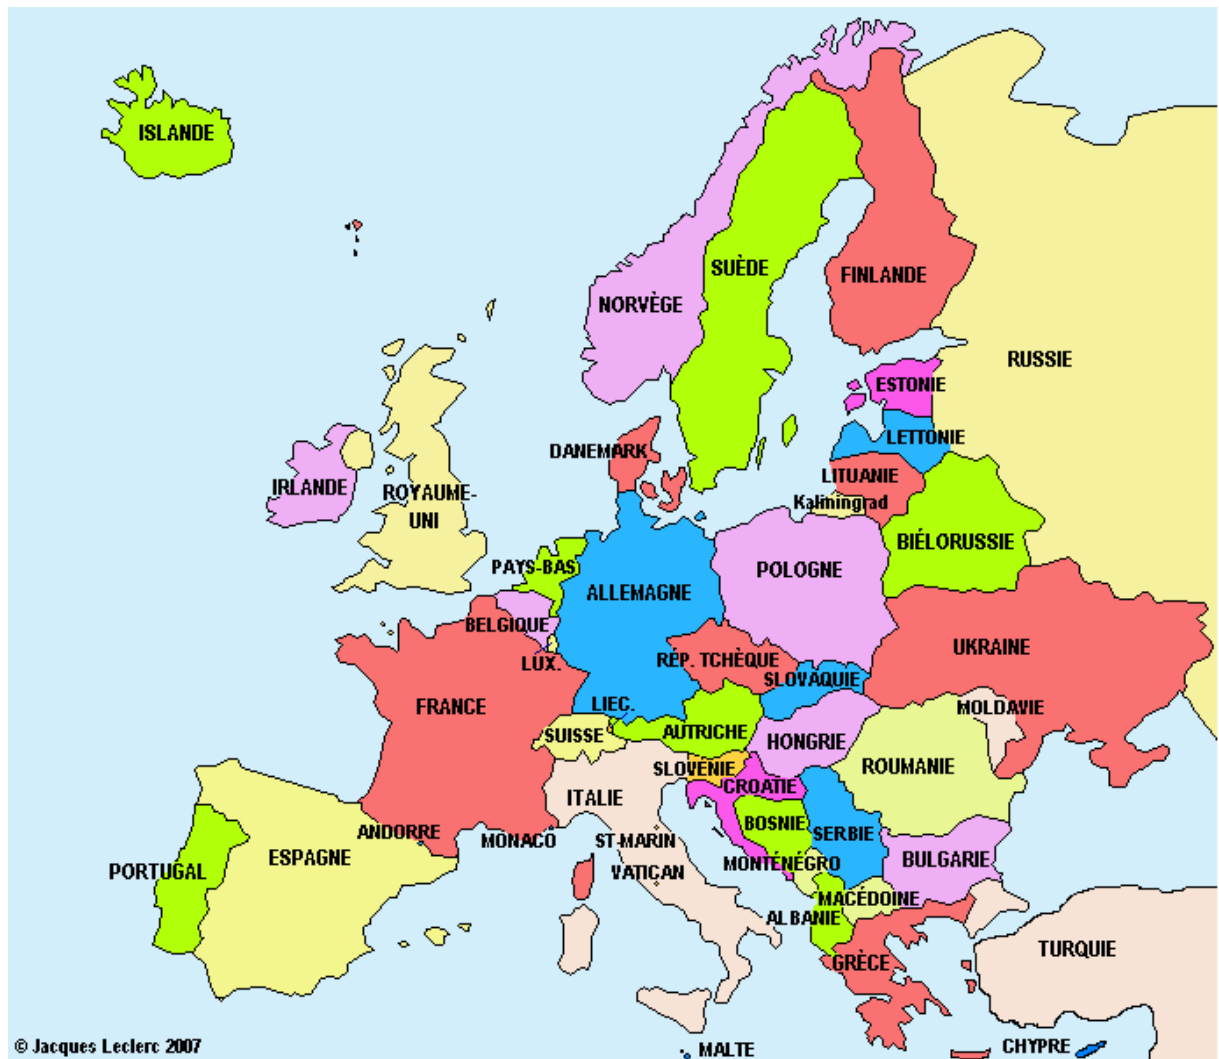 ISLANDE
SUÈDE
FINLANDE
NORVÈGE
RUSSIE
ESTONIE
LETTONIE
DANEMARK
LITUANIE
IRLANDE
ROYAUME-
UNI
Kaliningrad
BIÉLORUSSIE
PAYS-BAS
POLOGNE
ALLEMAGNE
BELGIQUE
UKRAINE
LUX.
RÉP. TCHÈQUE
SLOVAQUIE
FRANCE
LIEC.
MOLDAVIE
SUISSE
AUTRICHE
HONGRIE
SLOVÉNIE
ROUMANIE
CROATIE
ITALIE
BOSNIE
SERBIE
ANDORRE
MONACO
ST-MARIN
ESPAGNE
MONTÉNÉGRO
BULGARIE
PORTUGAL
VATICAN
MACÉDOINE
ALBANIE
TURQUIE
GRÈCE
© Jacques Leclerc 2007
MALTE
CHYPRE